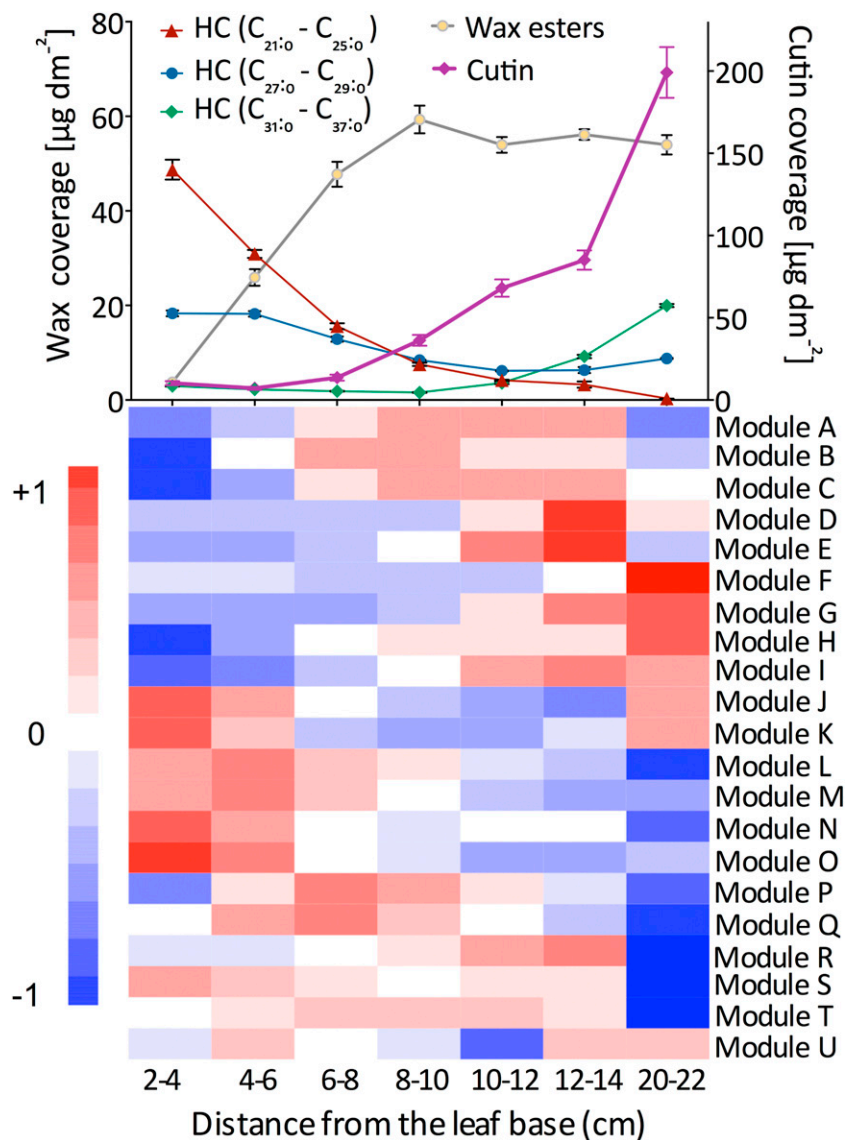 80
60
40
20
0
Wax coverage [µg dm⁻²]
HC (C₂₁:₀ - C₂₅:₀)
HC (C₂₇:₀ - C₂₉:₀)
HC (C₃₁:₀ - C₃₇:₀)
Wax esters
Cutin
200
150
100
50
0
Cutin coverage [µg dm⁻²]
+1
0
-1
Module A
Module B
Module C
Module D
Module E
Module F
Module G
Module H
Module I
Module J
Module K
Module L
Module M
Module N
Module O
Module P
Module Q
Module R
Module S
Module T
Module U
2-4 4-6 6-8 8-10 10-12 12-14 20-22
Distance from the leaf base (cm)